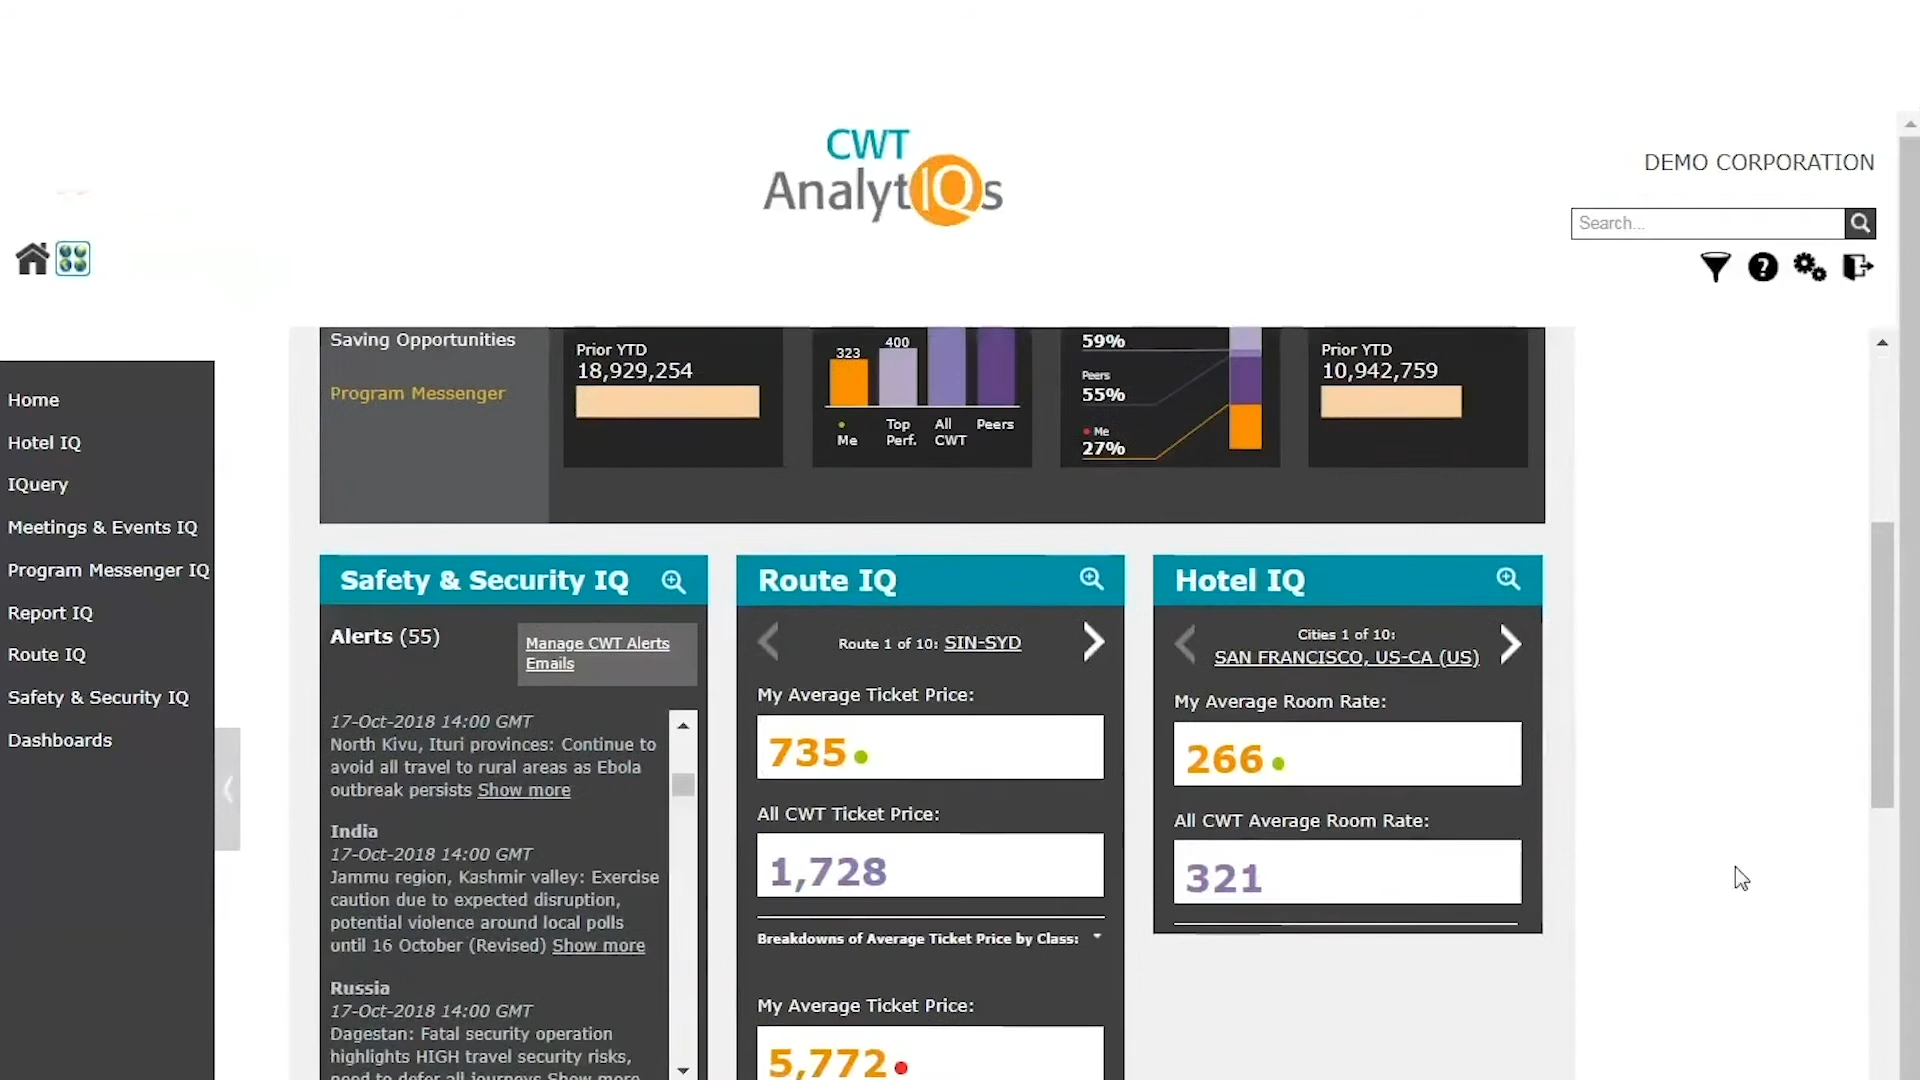 CWT
AnalytIQs
DEMO CORPORATION
Search...
Home
Hotel IQ
IQuery
Meetings & Events IQ
Program Messenger IQ
Report IQ
Route IQ
Safety & Security IQ
Dashboards
Saving Opportunities
Program Messenger
Prior YTD
18,929,254
323
400
Me
Top
Perf.
All
CWT
Peers
59%
Peers
55%
Me
27%
Prior YTD
10,942,759
Safety & Security IQ
Alerts (55)
Manage CWT Alerts
Emails
17-Oct-2018 14:00 GMT
North Kivu, Ituri provinces: Continue to
avoid all travel to rural areas as Ebola
outbreak persists Show more
India
17-Oct-2018 14:00 GMT
Jammu region, Kashmir valley: Exercise
caution due to expected disruption,
potential violence around local polls
until 16 October (Revised) Show more
Russia
17-Oct-2018 14:00 GMT
Dagestan: Fatal security operation
highlights HIGH travel security risks,
need to defer all journeys Show more
Route IQ
Route 1 of 10: SIN-SYD
My Average Ticket Price:
735
All CWT Ticket Price:
1,728
Breakdowns of Average Ticket Price by Class:
My Average Ticket Price:
5,772
Hotel IQ
Cities 1 of 10:
SAN FRANCISCO, US-CA (US)
My Average Room Rate:
266
All CWT Average Room Rate:
321